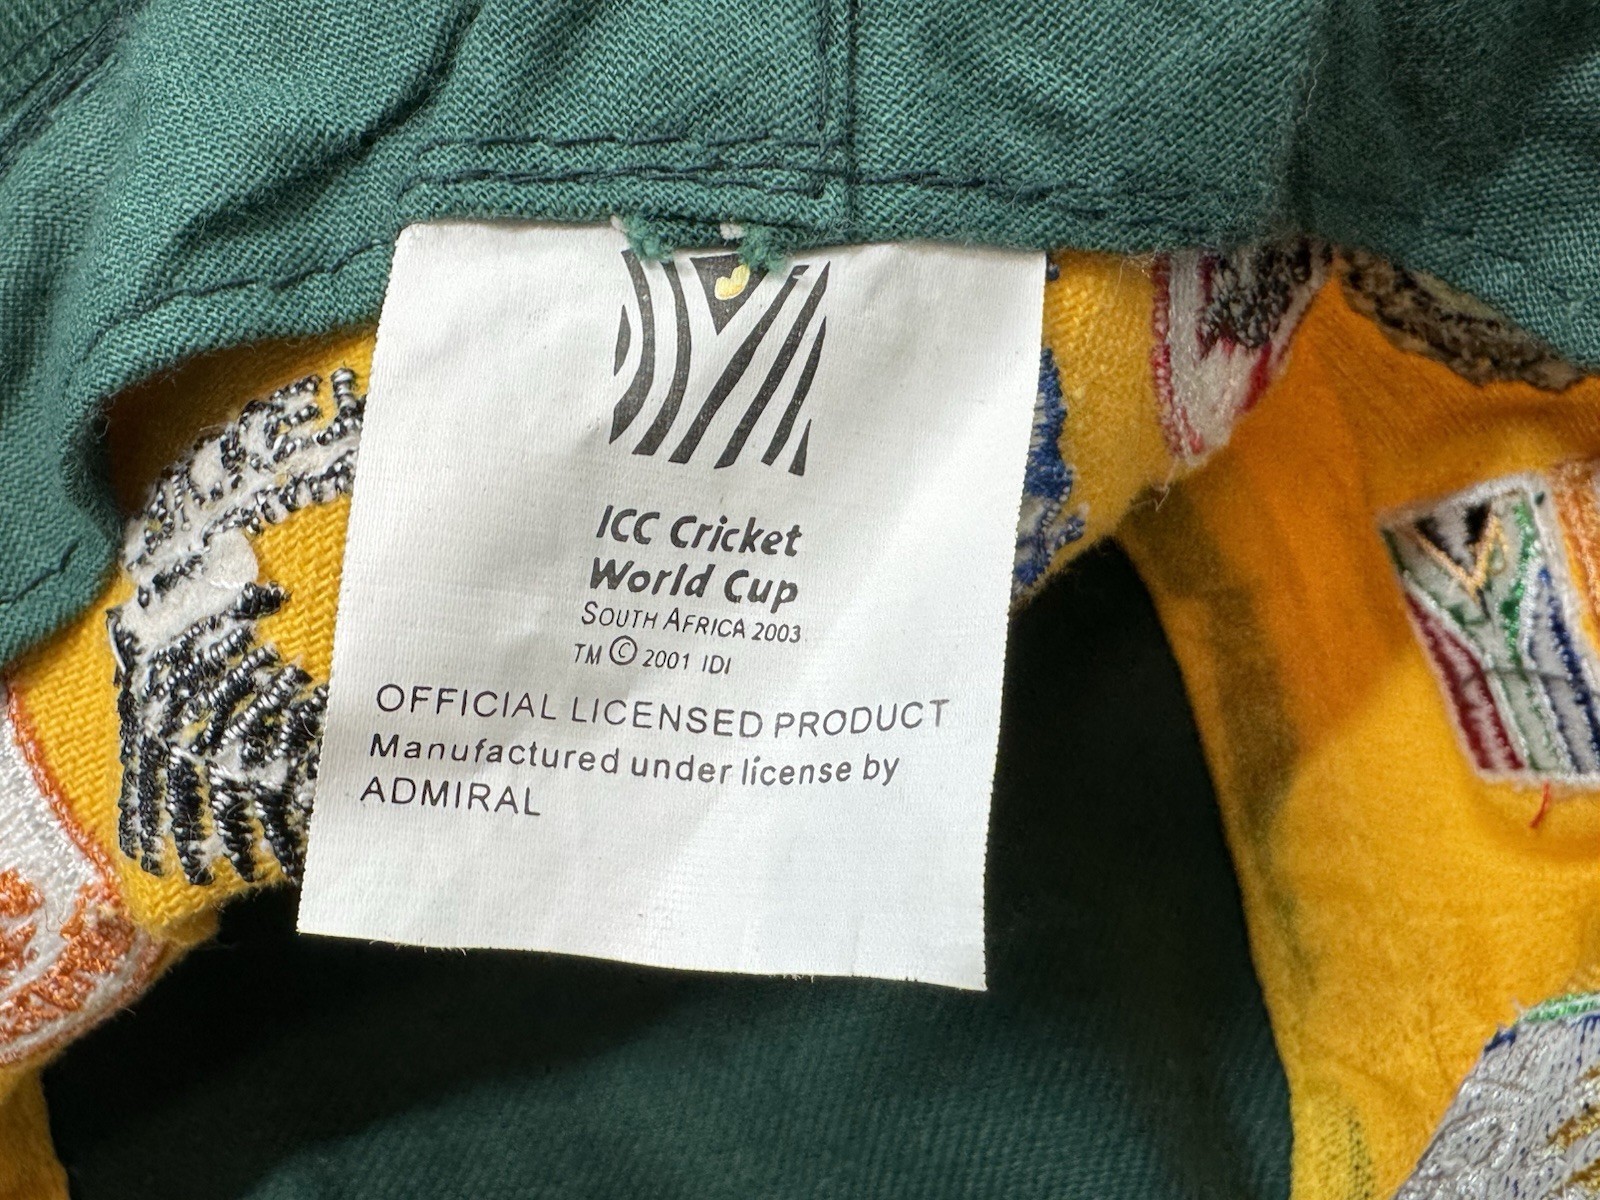 ICC Cricket
World Cup
SOUTH AFRICA 2003
TM © 2001 IDI
OFFICIAL LICENSED PRODUCT
Manufactured under license by
ADMIRAL